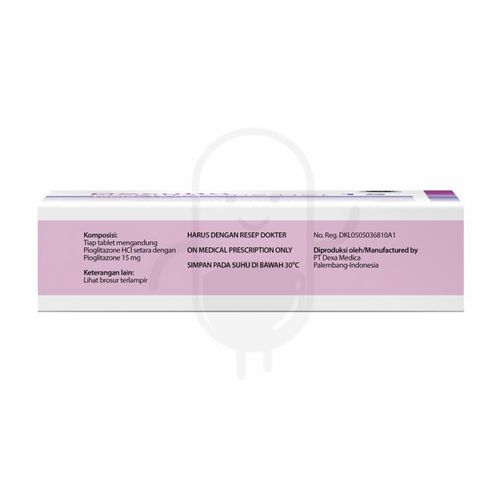 Komposisi:
Tiap tablet mengandung
Pioglitazone HCl setara dengan
Pioglitazone 15 mg
Keterangan lain:
Lihat brosur terlampir
HARUS DENGAN RESEP DOKTER
ON MEDICAL PRESCRIPTION ONLY
SIMPAN PADA SUHU DI BAWAH 30°C
No. Reg. DKL0505036810A1
Diproduksi oleh/Manufactured by
PT Dexa Medica
Palembang-Indonesia